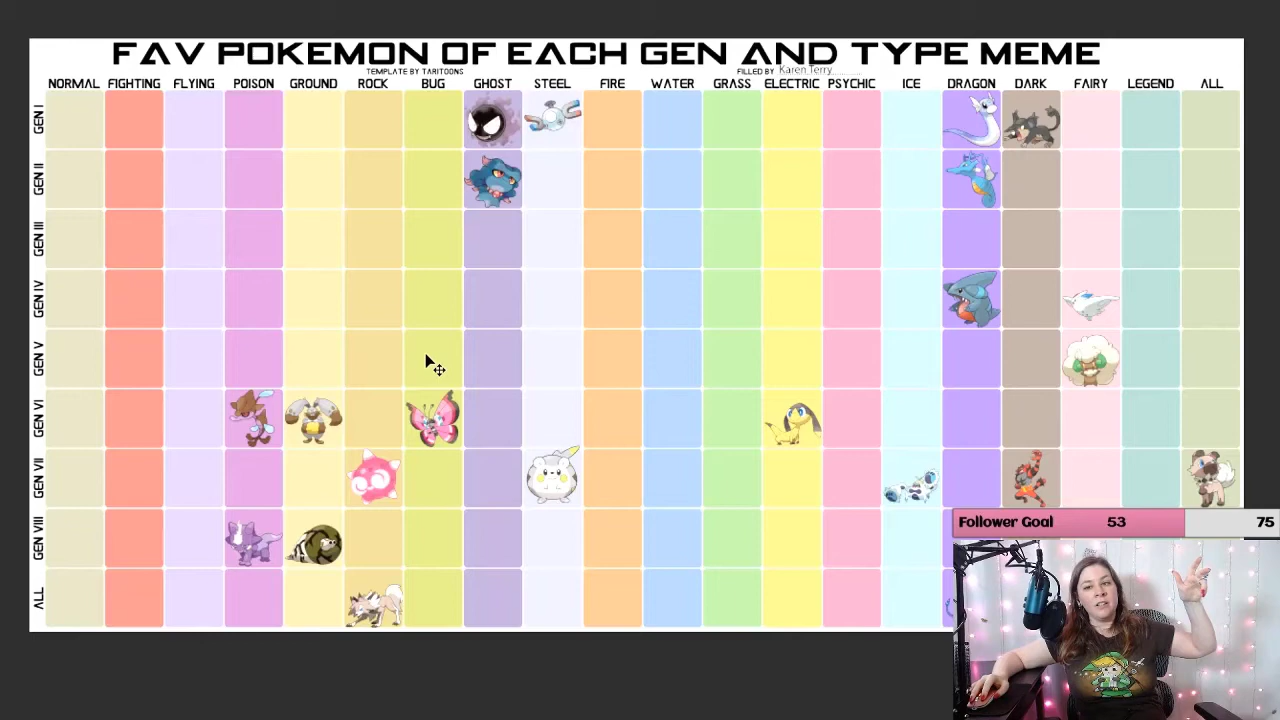 FAV POKEMON OF EACH GEN AND TYPE MEME
TEMPLATE BY TARITOONS
FILLED BY Karen Terry
NORMAL FIGHTING FLYING POISON GROUND ROCK BUG GHOST STEEL FIRE WATER GRASS ELECTRIC PSYCHIC ICE DRAGON DARK FAIRY LEGEND ALL
GEN I
GEN II
GEN III
GEN IV
GEN V
GEN VI
GEN VII
GEN VIII
ALL
Follower Goal 53 75